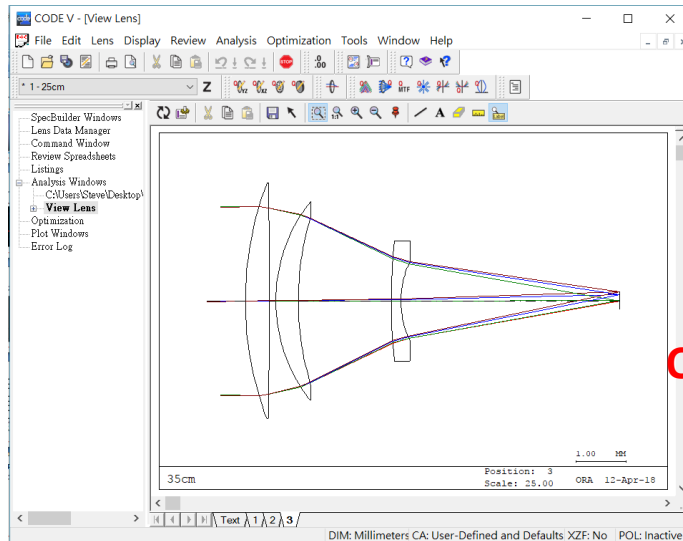 CODE V - [View Lens]
File Edit Lens Display Review Analysis Optimization Tools Window Help
* 1 - 25cm
Z
MTF
SpecBuilder Windows
Lens Data Manager
Command Window
Review Spreadsheets
Listings
Analysis Windows
C:\Users\Steve\Desktop\
View Lens
Optimization
Plot Windows
Error Log
1:1
A
1.00 MM
35cm
Position: 3
Scale: 25.00
ORA 12-Apr-18
Text 1 2 3
DIM: Millimeters CA: User-Defined and Defaults XZF: No POL: Inactive